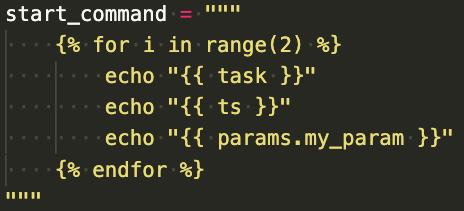 start_command = """
    {% for i in range(2) %}
        echo "{{ task }}"
        echo "{{ ts }}"
        echo "{{ params.my_param }}"
    {% endfor %}
"""